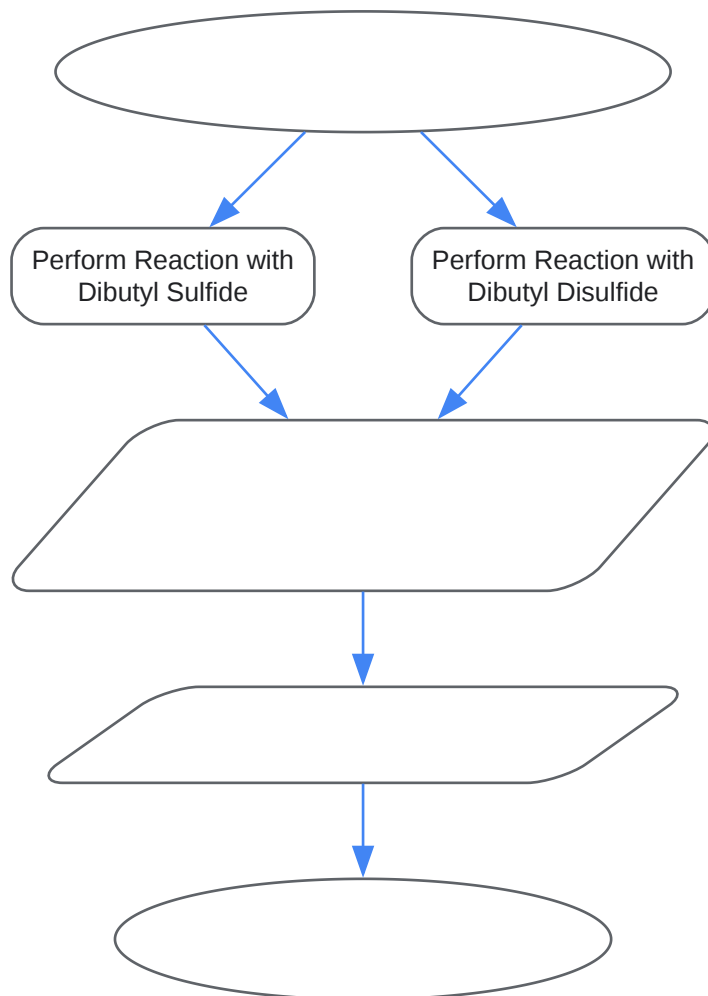 Perform Reaction with
Dibutyl Sulfide
Perform Reaction with
Dibutyl Disulfide